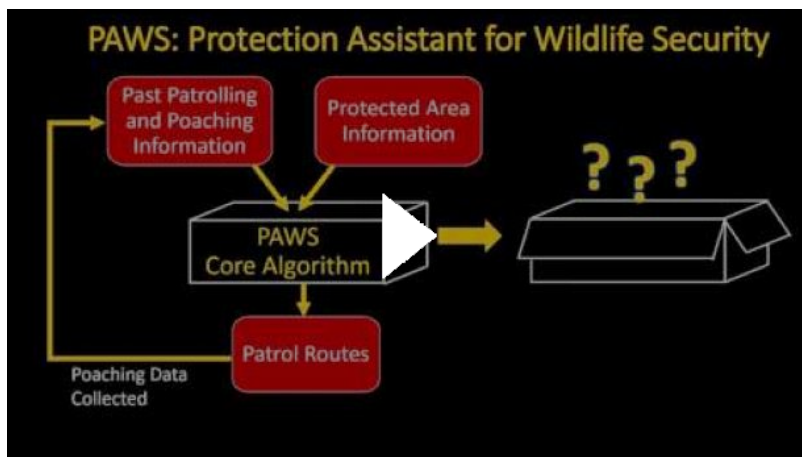 PAWS: Protection Assistant for Wildlife Security
Past Patrolling
and Poaching
Information
Protected Area
Information
? ? ?
PAWS
Core Algorithm
Patrol Routes
Poaching Data
Collected